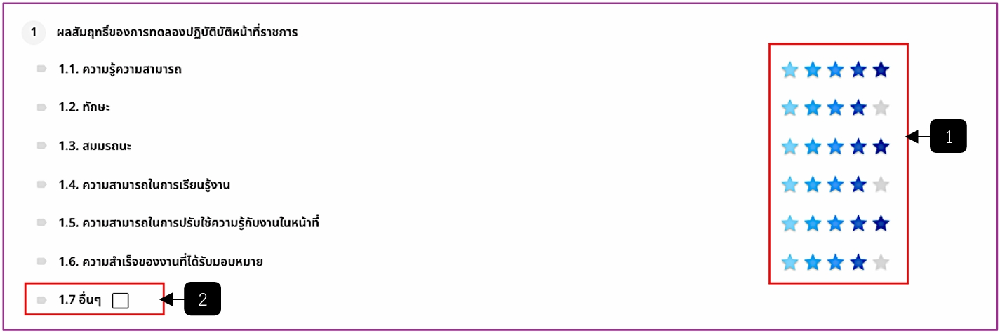 1 ผลสัมฤทธิ์ของการทดลองปฏิบัติบัติหน้าที่ราชการ
1.1. ความรู้ความสามารถ
1.2. ทักษะ
1.3. สมมรถนะ
1
1.4. ความสามารถในการเรียนรู้งาน
1.5. ความสามารถในการปรับใช้ความรู้กับงานในหน้าที่
1.6. ความสำเร็จของงานที่ได้รับมอบหมาย
1.7 อื่นๆ
2